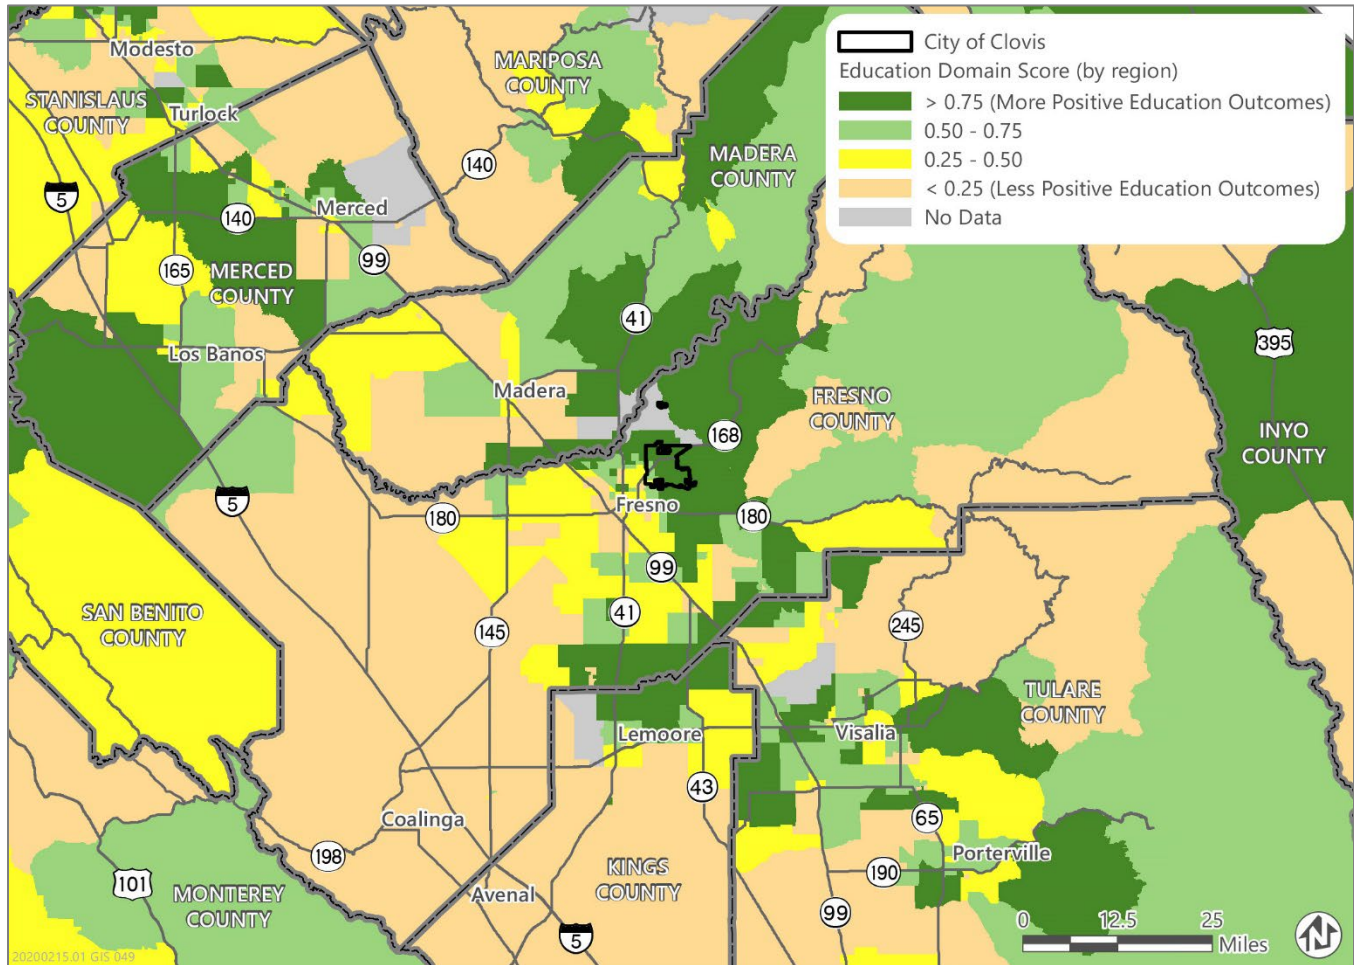 City of Clovis
Education Domain Score (by region)
> 0.75 (More Positive Education Outcomes)
0.50 - 0.75
0.25 - 0.50
< 0.25 (Less Positive Education Outcomes)
No Data
Modesto
MARIPOSA
COUNTY
STANISLAUS
COUNTY
Turlock
140
MADERA
COUNTY
5
Merced
140
99
165
MERCED
COUNTY
41
395
Los Banos
Madera
FRESNO
COUNTY
168
INYO
COUNTY
5
Fresno
180
180
99
SAN BENITO
COUNTY
41
145
245
TULARE
COUNTY
Lemoore
Visalia
43
Coalinga
65
198
Porterville
101
KINGS
COUNTY
190
MONTEREY
COUNTY
Avenal
99
5
0
12.5
25
Miles
N
20200215.01 GIS 049